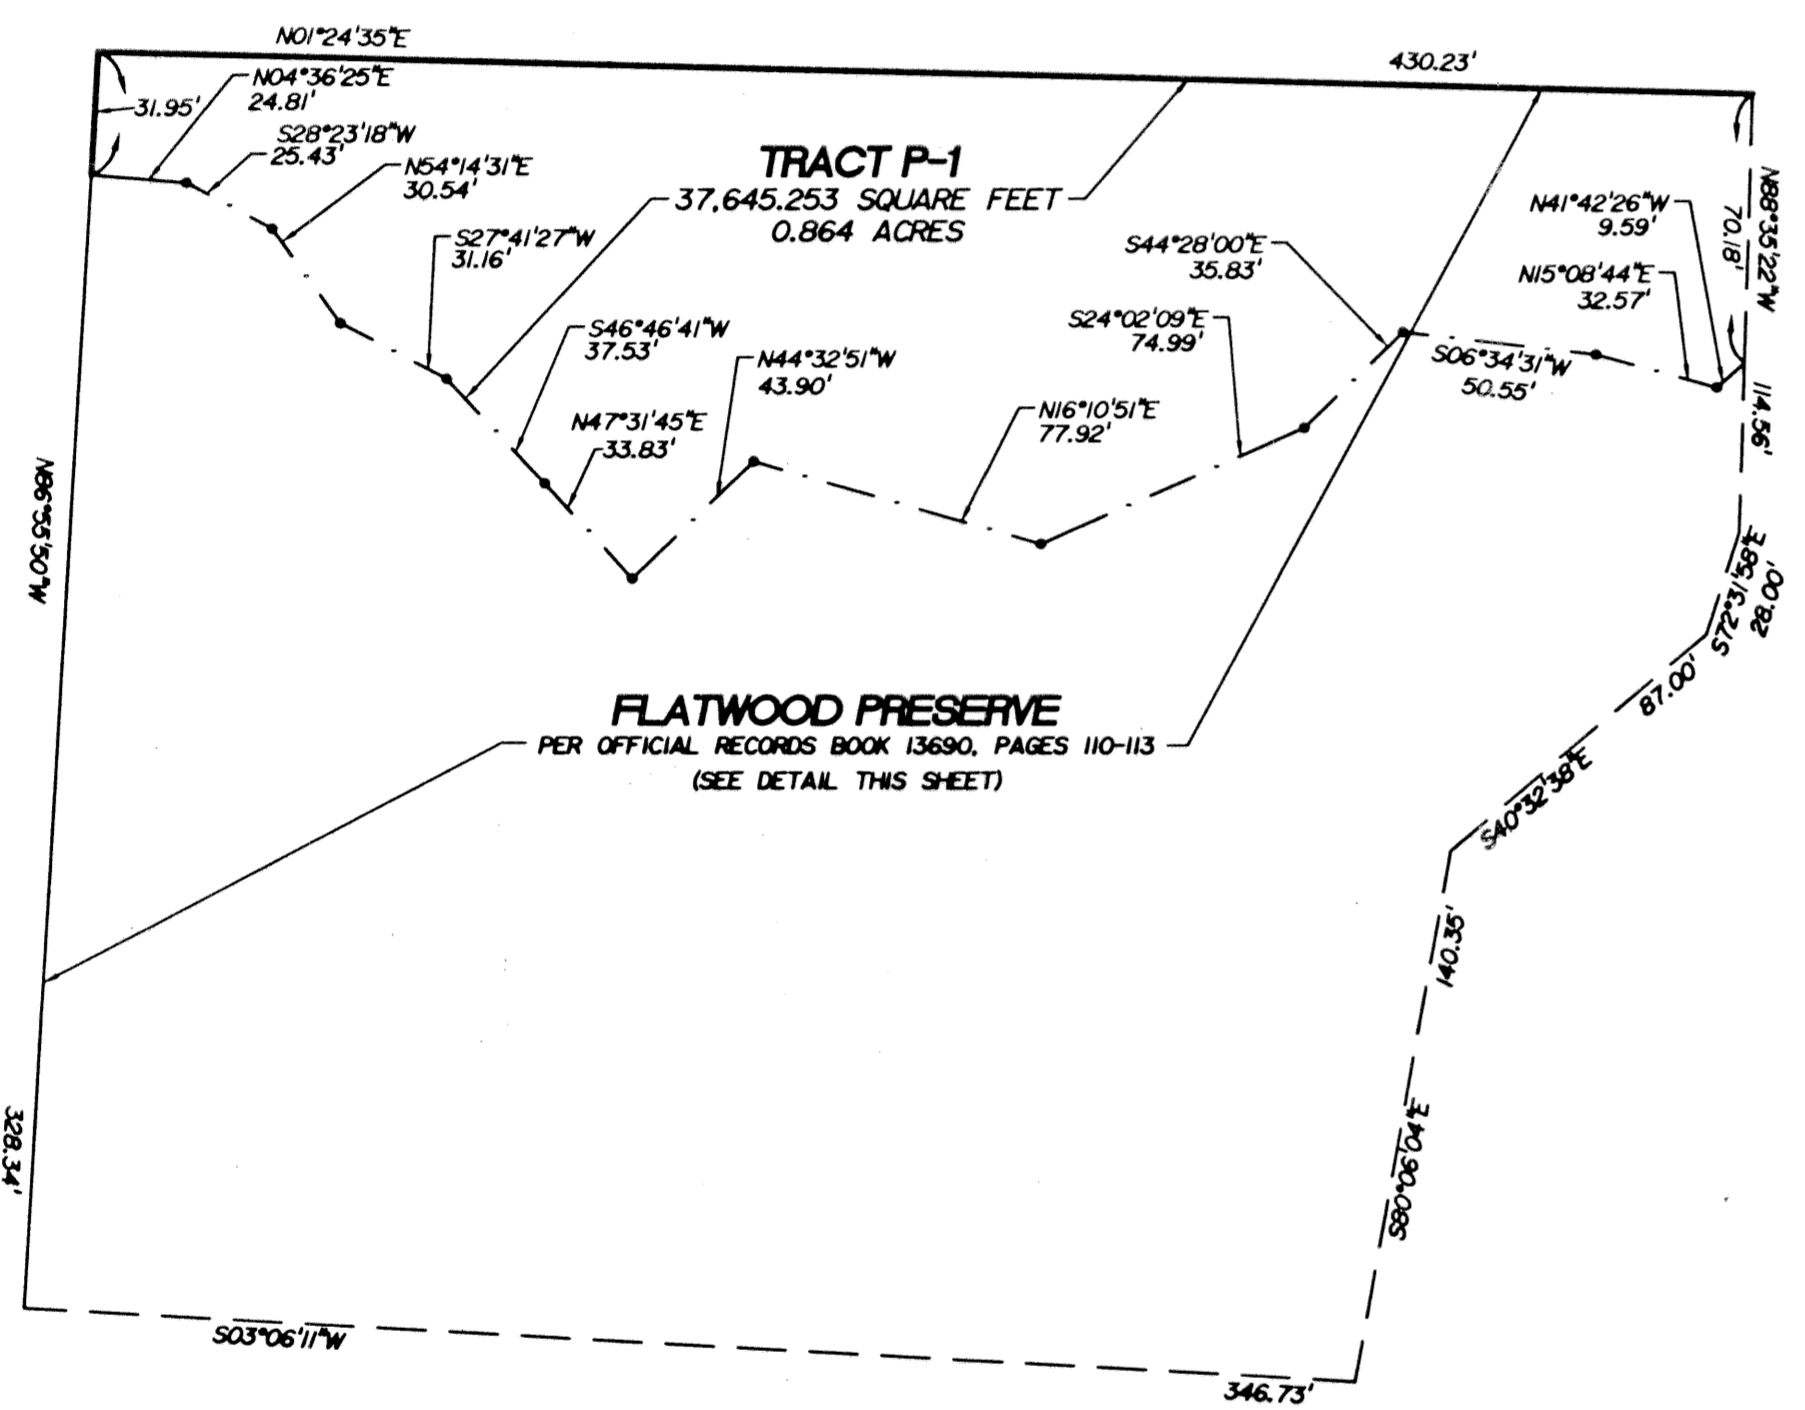 N01°24'35"E
430.23'
N04°36'25"E
24.81'
31.95'
S28°23'18"W
25.43'
N54°14'31"E
30.54'
TRACT P-1
37,645.253 SQUARE FEET
0.864 ACRES
S27°41'27"W
31.16'
S46°46'41"W
37.53'
N47°31'45"E
33.83'
N44°32'51"W
43.90'
N16°10'51"E
77.92'
S24°02'09"E
74.99'
S44°28'00"E
35.83'
S06°34'31"W
50.55'
N15°08'44"E
32.57'
N41°42'26"W
9.59'
70.18'
N88°35'22"W
114.56'
S72°31'58"E
28.00'
87.00'
S40°32'38"E
140.35'
S80°06'04"E
346.73'
S03°06'11"W
N86°55'50"W
328.34'
FLATWOOD PRESERVE
PER OFFICIAL RECORDS BOOK 13690, PAGES 110-113
(SEE DETAIL THIS SHEET)